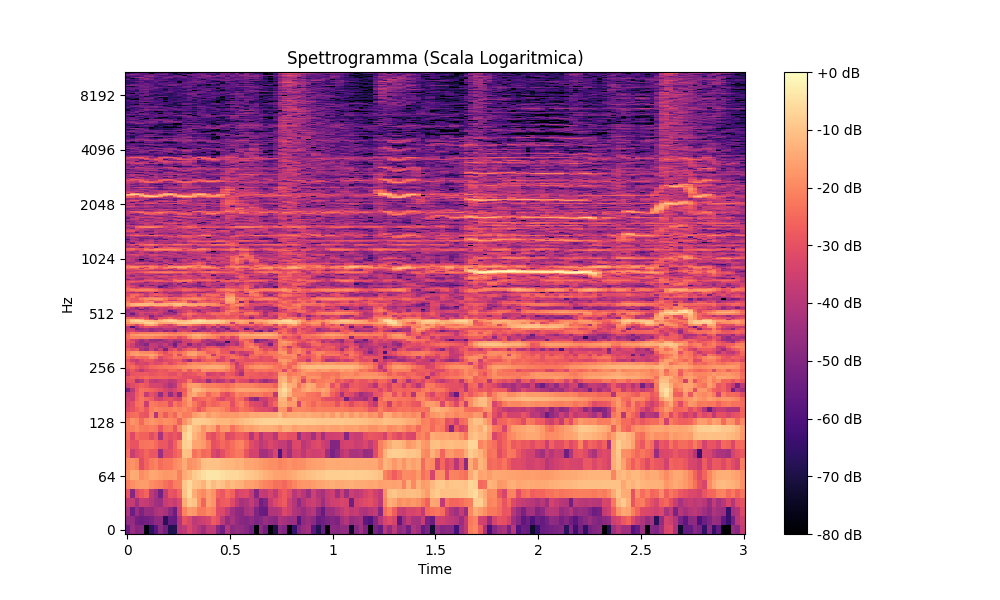 Spettrogramma (Scala Logaritmica)
Hz
8192
4096
2048
1024
512
256
128
64
0
0 0.5 1 1.5 2 2.5 3
Time
+0 dB
-10 dB
-20 dB
-30 dB
-40 dB
-50 dB
-60 dB
-70 dB
-80 dB